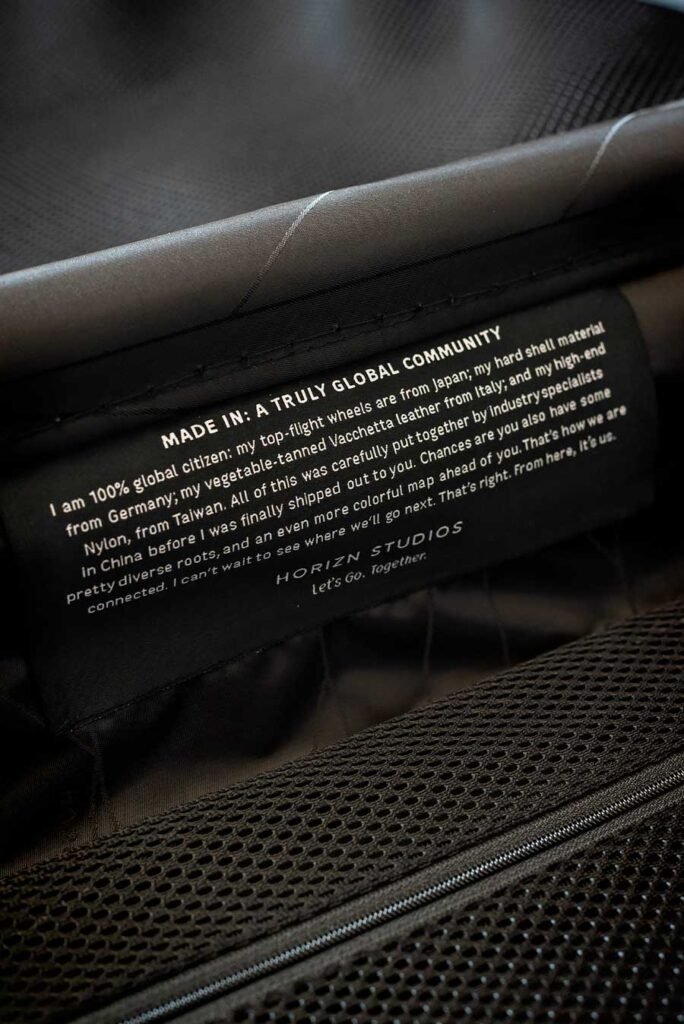 MADE IN: A TRULY GLOBAL COMMUNITY
I am 100% global citizen: my top-flight wheels are from Japan; my hard shell material
from Germany; my vegetable-tanned Vacchetta leather from Italy; and my high-end
Nylon, from Taiwan. All of this was carefully put together by industry specialists
in China before I was finally shipped out to you. Chances are you also have some
pretty diverse roots, and an even more colorful map ahead of you. That's how we are
connected. I can't wait to see where we'll go next. That's right. From here, it's us.
HORIZN STUDIOS
Let's Go. Together.